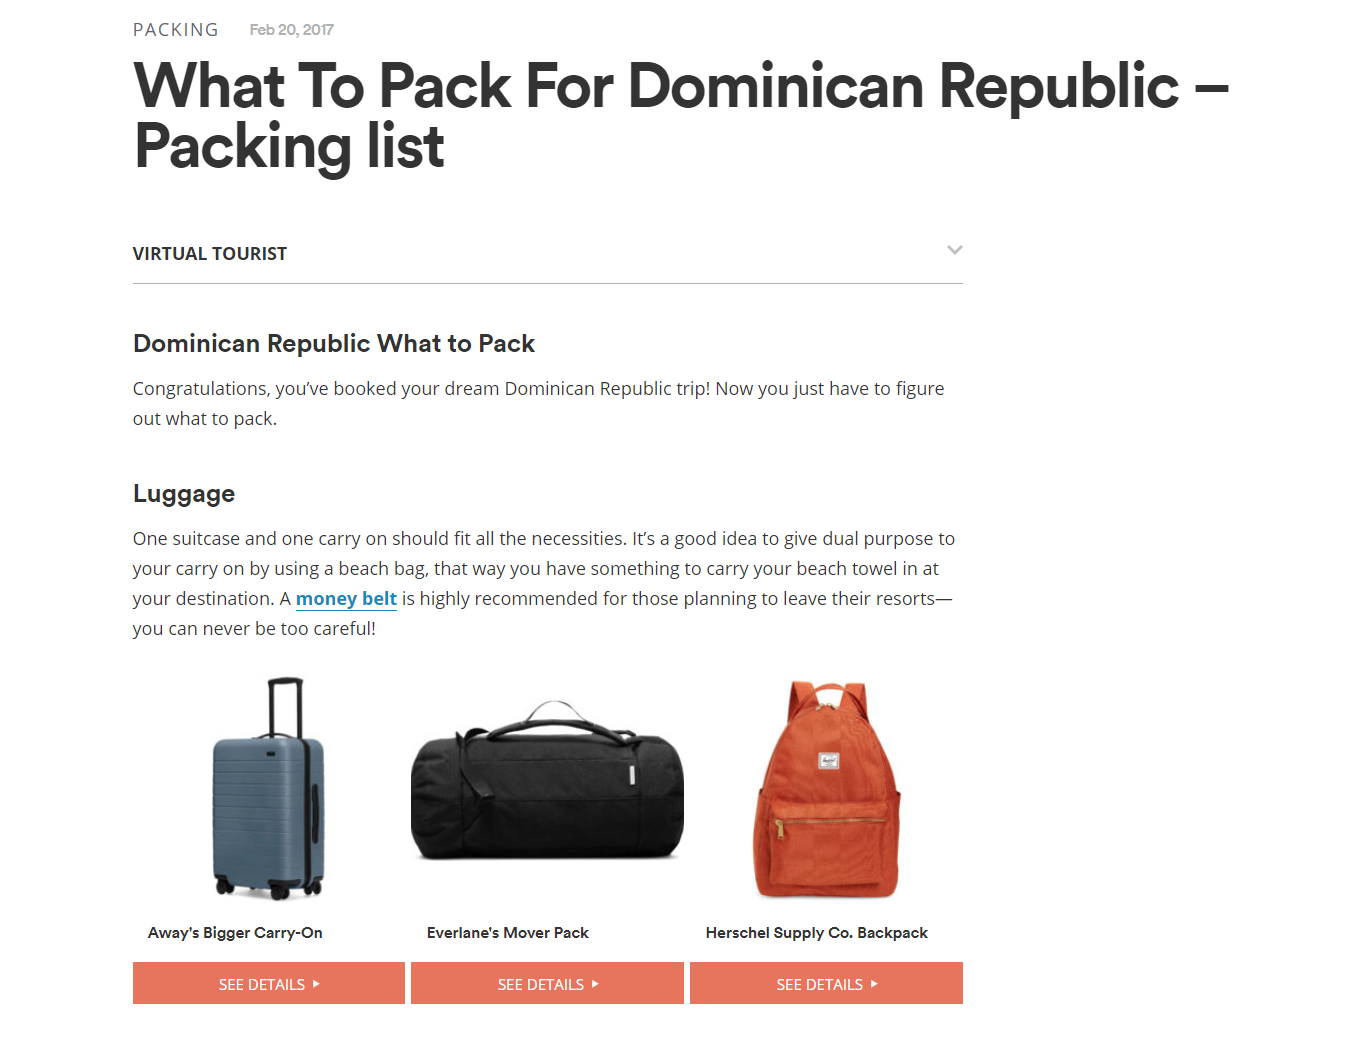 PACKING
Feb 20, 2017
What To Pack For Dominican Republic –
Packing list
VIRTUAL TOURIST
Dominican Republic What to Pack
Congratulations, you’ve booked your dream Dominican Republic trip! Now you just have to figure
out what to pack.
Luggage
One suitcase and one carry on should fit all the necessities. It’s a good idea to give dual purpose to
your carry on by using a beach bag, that way you have something to carry your beach towel in at
your destination. A money belt is highly recommended for those planning to leave their resorts—
you can never be too careful!
Away's Bigger Carry-On
Everlane's Mover Pack
Herschel Supply Co. Backpack
SEE DETAILS
SEE DETAILS
SEE DETAILS